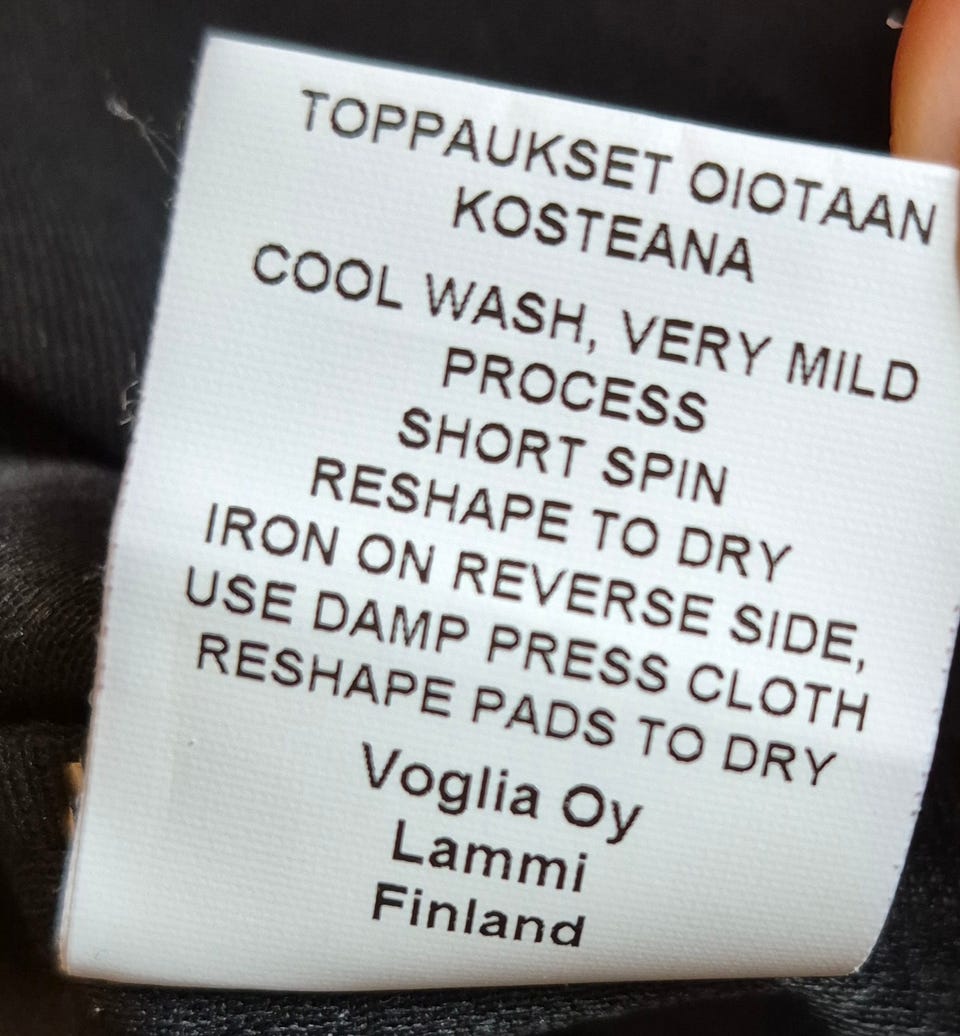 TOPPAUKSET OIOTAAN
KOSTEANA
COOL WASH, VERY MILD
PROCESS
SHORT SPIN
RESHAPE TO DRY
IRON ON REVERSE SIDE,
USE DAMP PRESS CLOTH
RESHAPE PADS TO DRY
Voglia Oy
Lammi
Finland